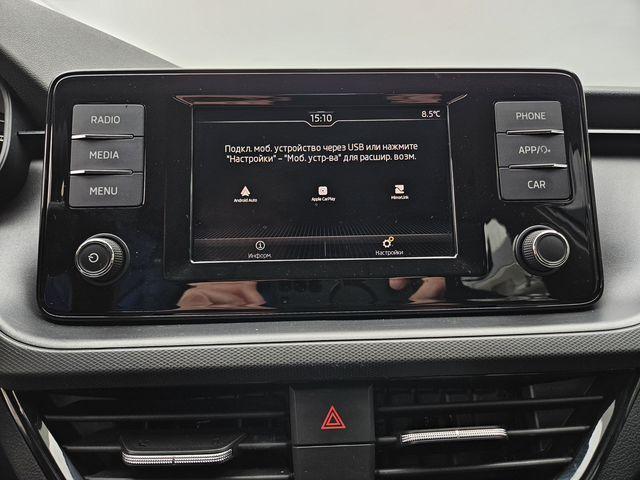 15:10
8.5°C
RADIO
MEDIA
MENU
Подкл. моб. устройство через USB или нажмите
"Настройки" – "Моб. устр-ва" для расшир. возм.
Android Auto
Apple CarPlay
MirrorLink
Информ.
Настройки
PHONE
APP/
CAR